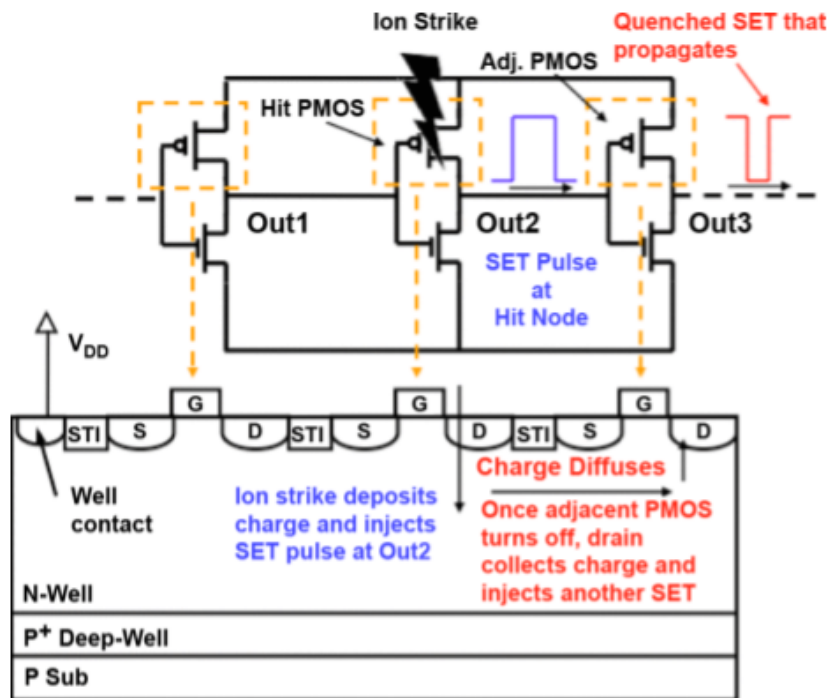 Ion Strike
Quenched SET that
propagates
Adj. PMOS
Hit PMOS
Out1
Out2
Out3
SET Pulse
at
Hit Node
VDD
G
G
G
STI
S
D
STI
S
D
STI
S
D
Well
contact
Ion strike deposits
charge and injects
SET pulse at Out2
Charge Diffuses
Once adjacent PMOS
turns off, drain
collects charge and
injects another SET
N-Well
P+ Deep-Well
P Sub